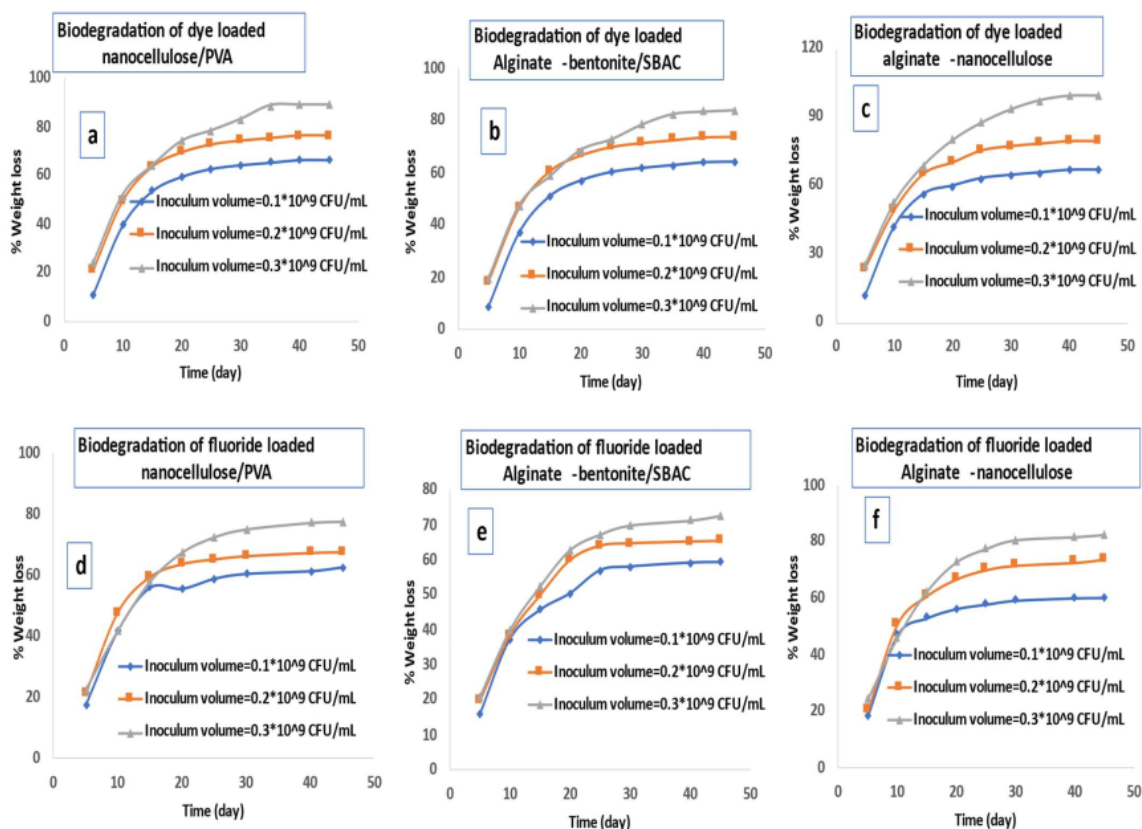 Biodegradation of dye loaded
nanocellulose/PVA
a
% Weight loss
100
80
60
40
20
0
Inoculum volume=0.1*10^9 CFU/mL
Inoculum volume=0.2*10^9 CFU/mL
Inoculum volume=0.3*10^9 CFU/mL
0 10 20 30 40 50
Time (day)
Biodegradation of dye loaded
Alginate -bentonite/SBAC
b
% Weight loss
100
80
60
40
20
0
Inoculum volume=0.1*10^9 CFU/mL
Inoculum volume=0.2*10^9 CFU/mL
Inoculum volume=0.3*10^9 CFU/mL
0 10 20 30 40 50
Time (day)
Biodegradation of dye loaded
alginate -nanocellulose
c
% Weight loss
120
90
60
30
0
Inoculum volume=0.1*10^9 CFU/mL
Inoculum volume=0.2*10^9 CFU/mL
Inoculum volume=0.3*10^9 CFU/mL
0 10 20 30 40 50
Time (day)
Biodegradation of fluoride loaded
nanocellulose/PVA
d
% Weight loss
100
80
60
40
20
0
Inoculum volume=0.1*10^9 CFU/mL
Inoculum volume=0.2*10^9 CFU/mL
Inoculum volume=0.3*10^9 CFU/mL
0 10 20 30 40 50
Time (day)
Biodegradation of fluoride loaded
Alginate -bentonite/SBAC
e
% Weight loss
80
70
60
50
40
30
20
10
0
Inoculum volume=0.1*10^9 CFU/mL
Inoculum volume=0.2*10^9 CFU/mL
Inoculum volume=0.3*10^9 CFU/mL
0 10 20 30 40 50
Time (day)
Biodegradation of fluoride loaded
Alginate -nanocellulose
f
% Weight loss
100
80
60
40
20
0
Inoculum volume=0.1*10^9 CFU/mL
Inoculum volume=0.2*10^9 CFU/mL
Inoculum volume=0.3*10^9 CFU/mL
0 10 20 30 40 50
Time (day)